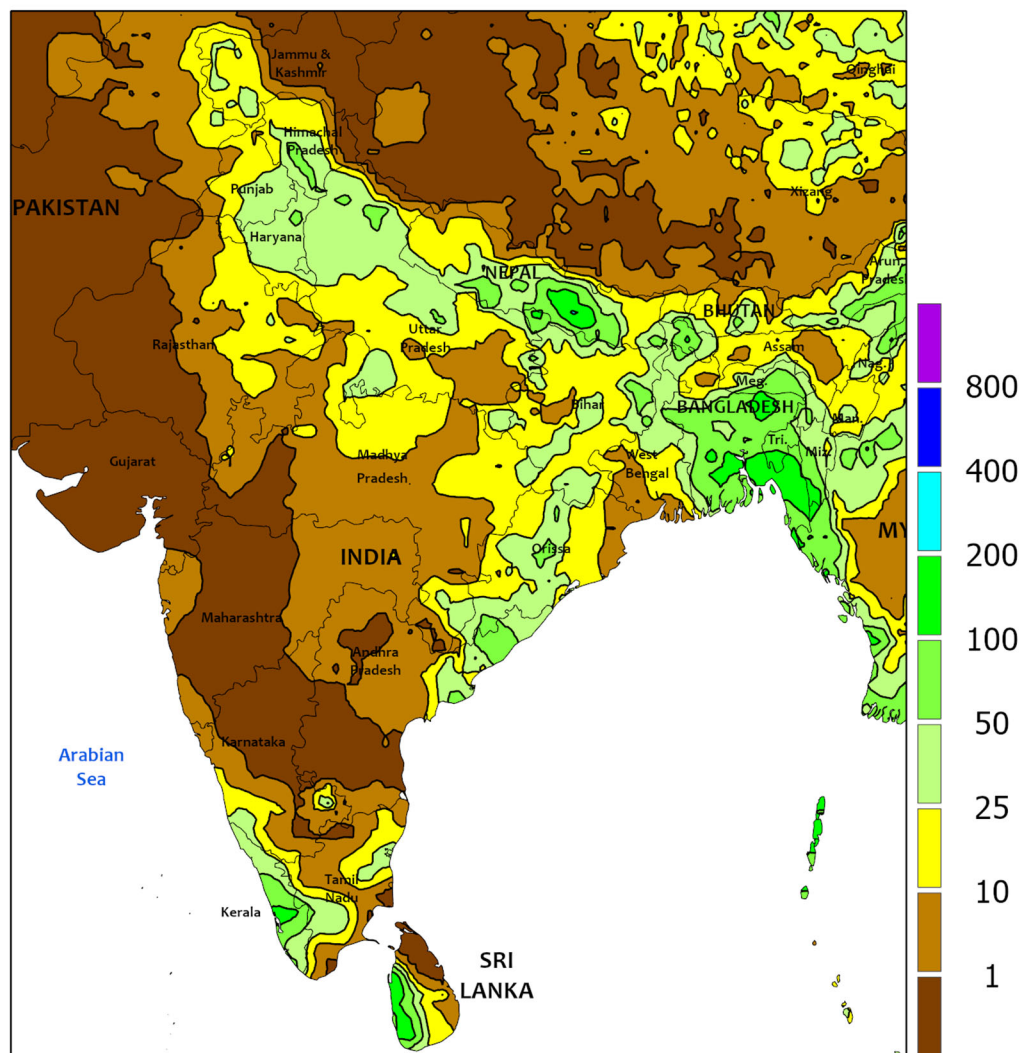 Jammu &
Kashmir
Qinghai
Himachal
Pradesh
Punjab
Xizang
PAKISTAN
Haryana
Arun.
Pradesh
NEPAL
BHUTAN
Rajasthan
Uttar
Pradesh
Assam
Nag.
Meg.
800
Bihar
BANGLADESH
Man.
Tri.
Miz.
Gujarat
Madhya
Pradesh
West
Bengal
400
MY
INDIA
Orissa
200
Maharashtra
Andhra
Pradesh
100
Karnataka
50
Arabian
Sea
25
Tamil
Nadu
10
Kerala
SRI
LANKA
1